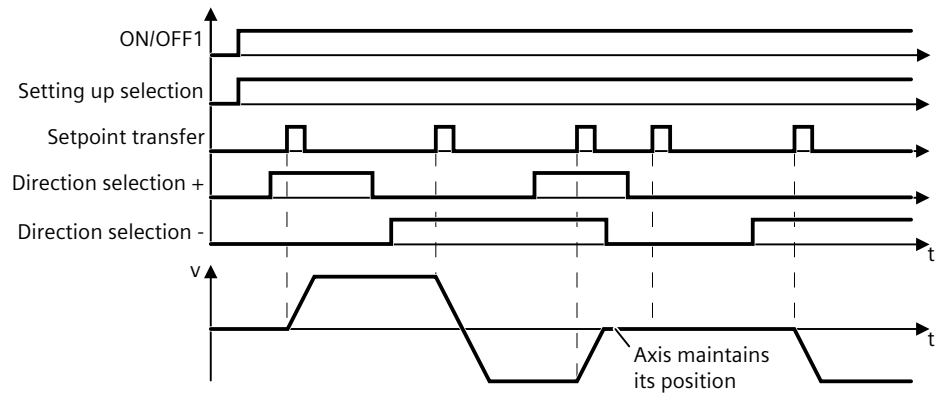 ON/OFF1
Setting up selection
Setpoint transfer
Direction selection +
Direction selection -
t
v
t
Axis maintains
its position